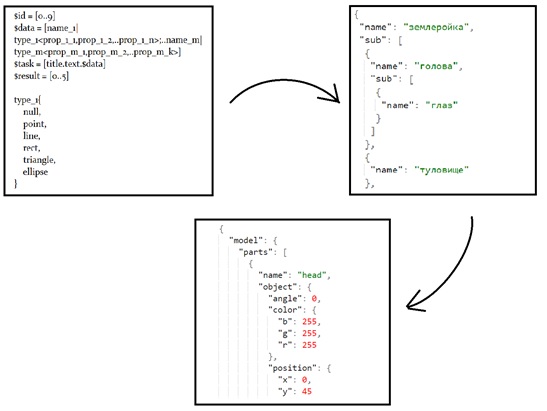 $id = [0..9]
$data = [name_1]
type_1<prop_1_1,prop_1_2,..prop_1_n>;..name_m]
type_m<prop_m_1,prop_m_2,..prop_m_k>]
$task = [title.text.$data]
$result = [0..5]
type_1{
null,
point,
line,
rect,
triangle,
ellipse
}
{
"name": "землеройка",
"sub": [
{
"name": "голова",
"sub": [
{
"name": "глаз"
}
]
},
{
"name": "туловище"
},
{
"model": {
"parts": [
{
"name": "head",
"object": {
"angle": 0,
"color": {
"b": 255,
"g": 255,
"r": 255
},
"position": {
"x": 0,
"y": 45